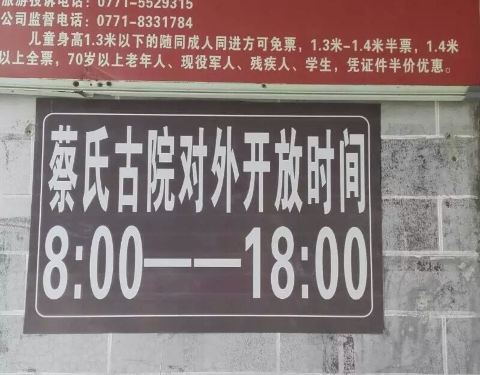 旅游投诉电话：0771-5529315
公司监督电话：0771-8331784
儿童身高1.3米以下的随同成人同进方可免票，1.3米-1.4米半票，1.4米
以上全票，70岁以上老年人、现役军人、残疾人、学生，凭证件半价优惠。
蔡氏古院对外开放时间
8:00——18:00